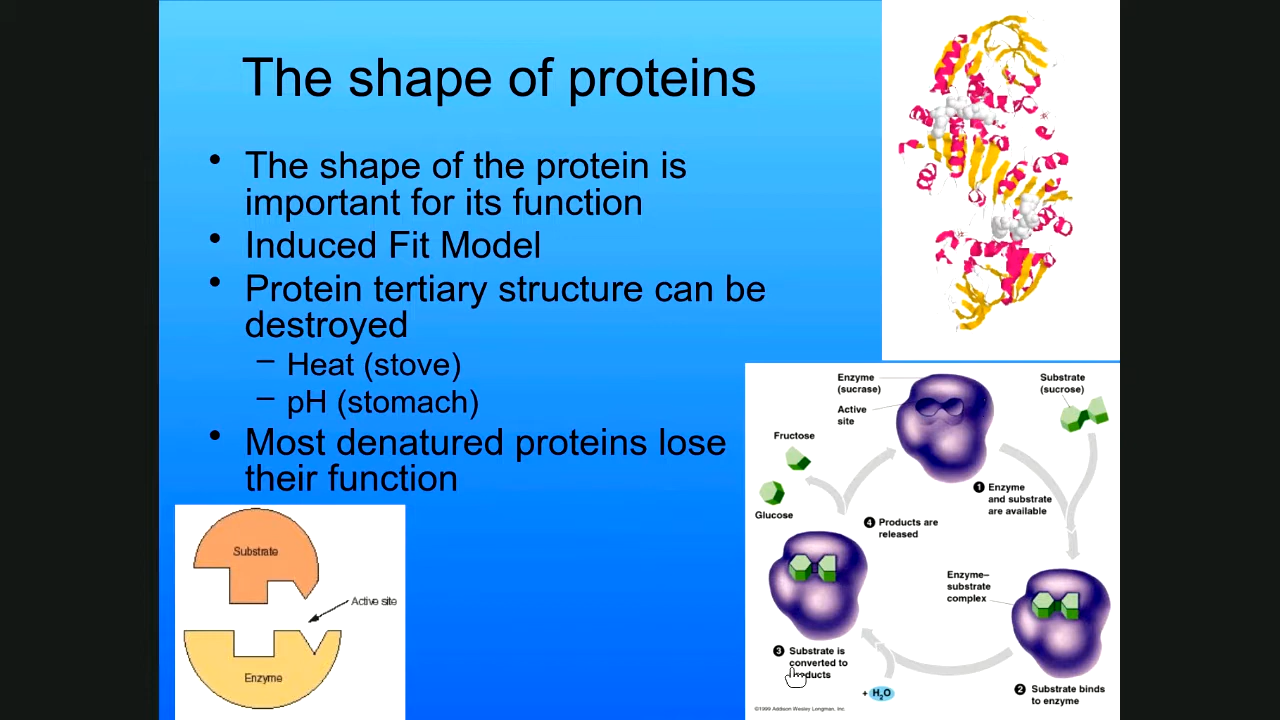 The shape of proteins
• The shape of the protein is
important for its function
• Induced Fit Model
• Protein tertiary structure can be
destroyed
– Heat (stove)
– pH (stomach)
• Most denatured proteins lose
their function
Substrate
Active site
Enzyme
Enzyme
(sucrase)
Active
site
Substrate
(sucrose)
Fructose
Glucose
1 Enzyme
and substrate
are available
4 Products are
released
Enzyme–
substrate
complex
3 Substrate is
converted to
2 Substrate binds
to enzyme
+ H2O
©1999 Addison Wesley Longman, Inc.